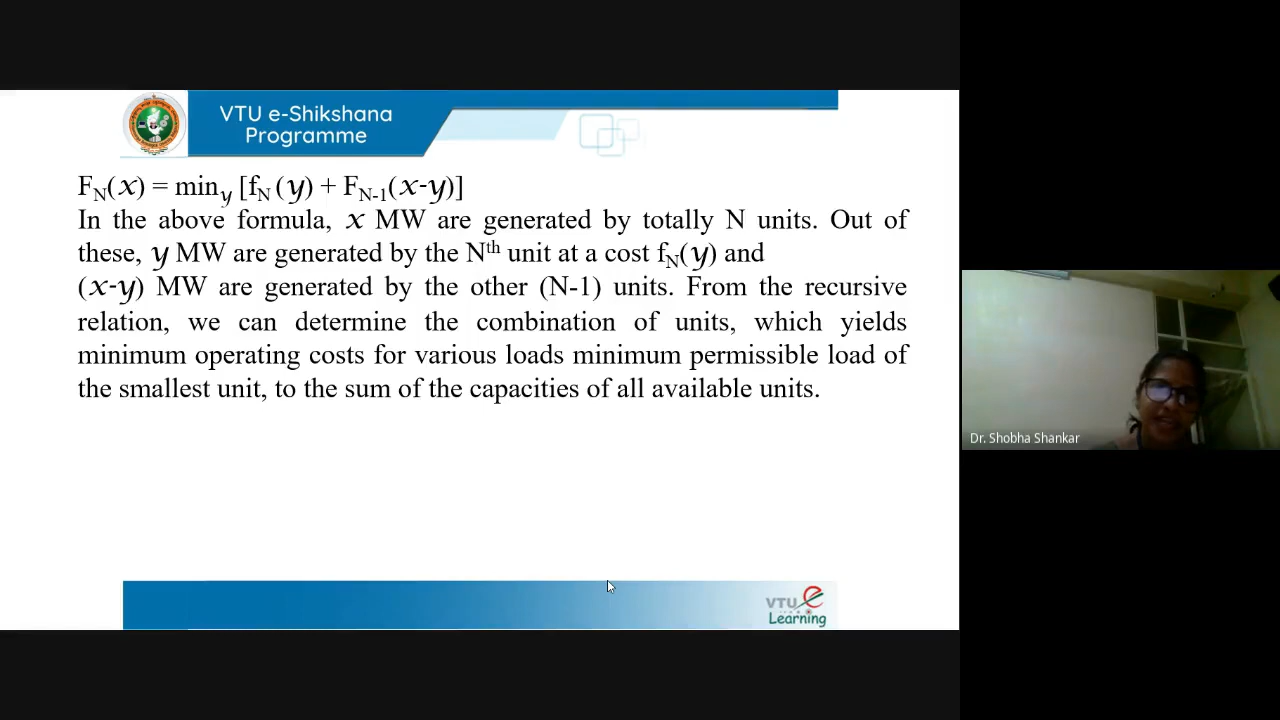 VTU e-Shikshana
Programme
F_N(x) = min_y [f_N (y) + F_N-1(x-y)]
In the above formula, x MW are generated by totally N units. Out of
these, y MW are generated by the Nth unit at a cost f_N(y) and
(x-y) MW are generated by the other (N-1) units. From the recursive
relation, we can determine the combination of units, which yields
minimum operating costs for various loads minimum permissible load of
the smallest unit, to the sum of the capacities of all available units.
Dr. Shobha Shankar
VTU e
Learning